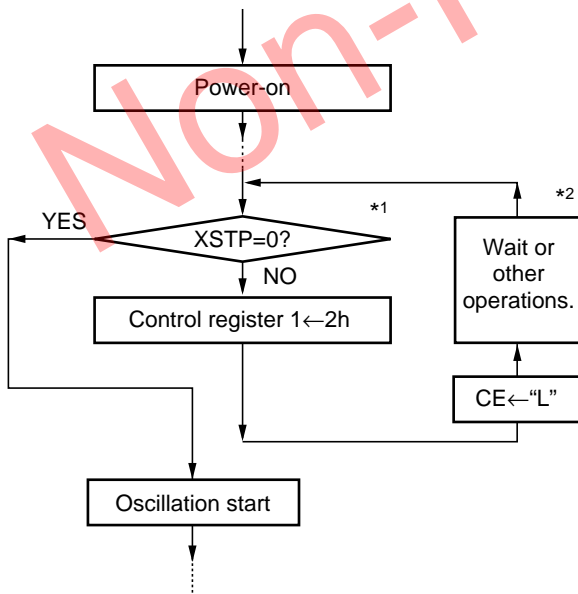 Power-on
*1
*2
YES
XSTP=0?
NO
Wait or
other
operations.
Control register 1←2h
CE←“L”
Oscillation start
Non-